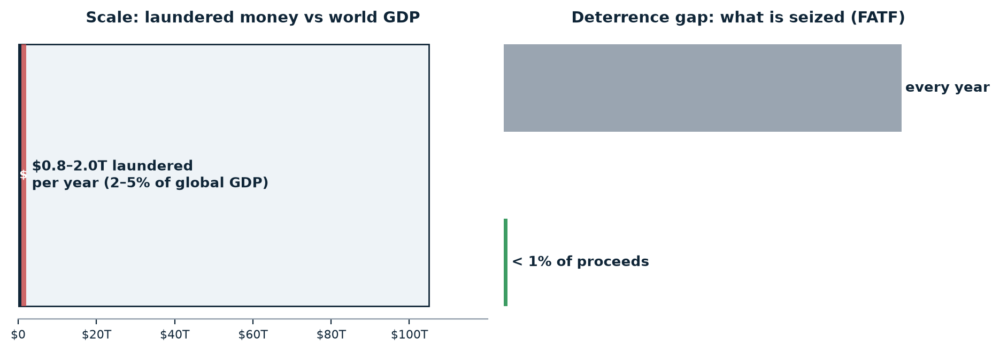 Scale: laundered money vs world GDP
$
$0.8–2.0T laundered
per year (2–5% of global GDP)
$0
$20T
$40T
$60T
$80T
$100T
Deterrence gap: what is seized (FATF)
every year
< 1% of proceeds